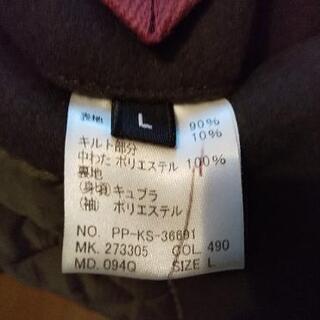 表地 90%
L
10%
キルト部分
中わた ポリエステル 100%
裏地
(身頃) キュプラ
(袖) ポリエステル
NO. PP-KS-36691
MK. 273305 COL. 490
MD. 094Q SIZE L